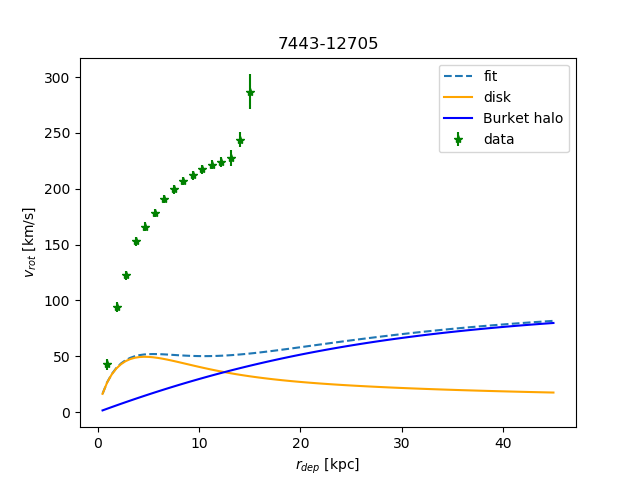 7443-12705
300
250
200
150
100
50
0
v_rot [km/s]
fit
disk
Burket halo
data
0 10 20 30 40
r_dep [kpc]